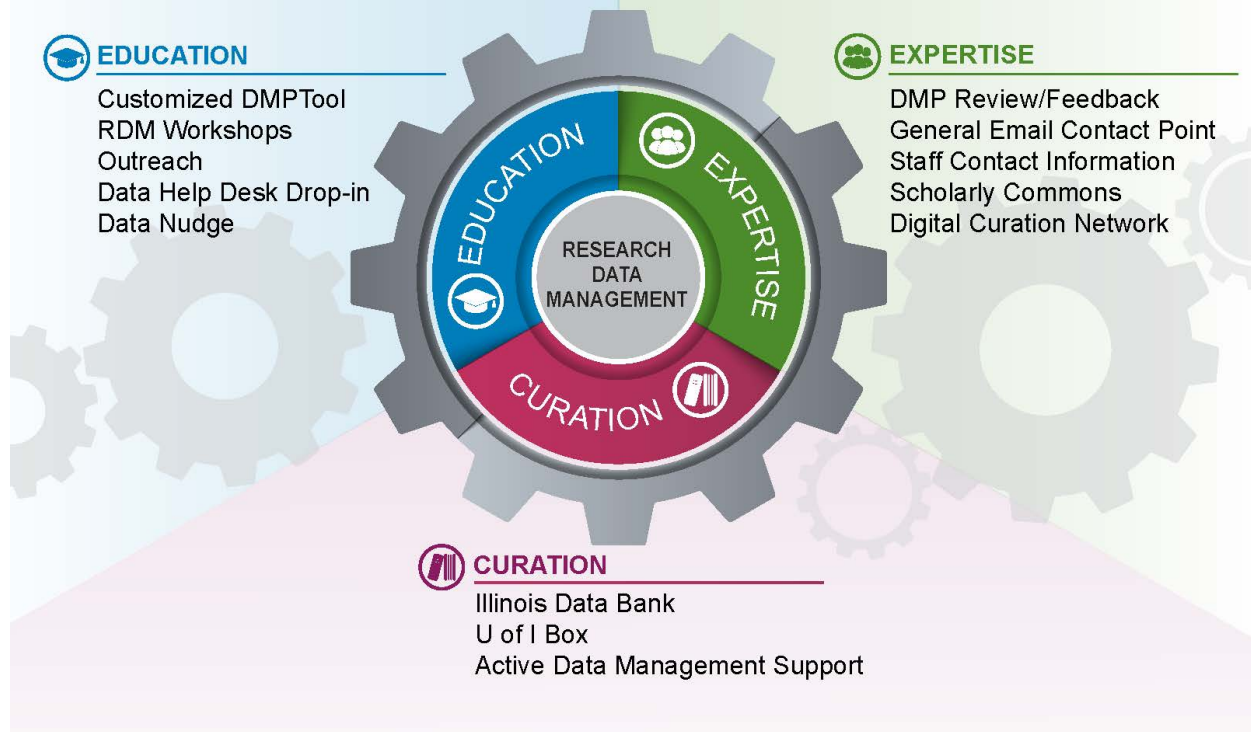 EDUCATION
Customized DMPTool
RDM Workshops
Outreach
Data Help Desk Drop-in
Data Nudge
EXPERTISE
DMP Review/Feedback
General Email Contact Point
Staff Contact Information
Scholarly Commons
Digital Curation Network
EDUCATION
EXPERTISE
RESEARCH
DATA
MANAGEMENT
CURATION
CURATION
Illinois Data Bank
U of I Box
Active Data Management Support